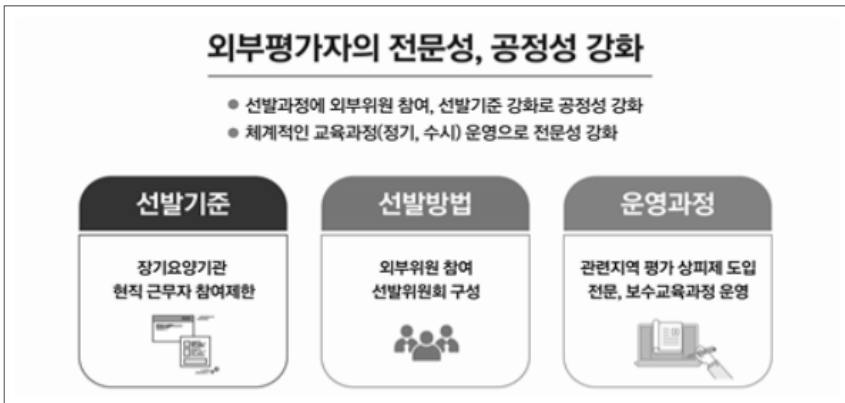 외부평가자의 전문성, 공정성 강화
● 선발과정에 외부위원 참여, 선발기준 강화로 공정성 강화
● 체계적인 교육과정(정기, 수시) 운영으로 전문성 강화
선발기준
장기요양기관
현직 근무자 참여제한
선발방법
외부위원 참여
선발위원회 구성
운영과정
관련지역 평가 상피제 도입
전문, 보수교육과정 운영